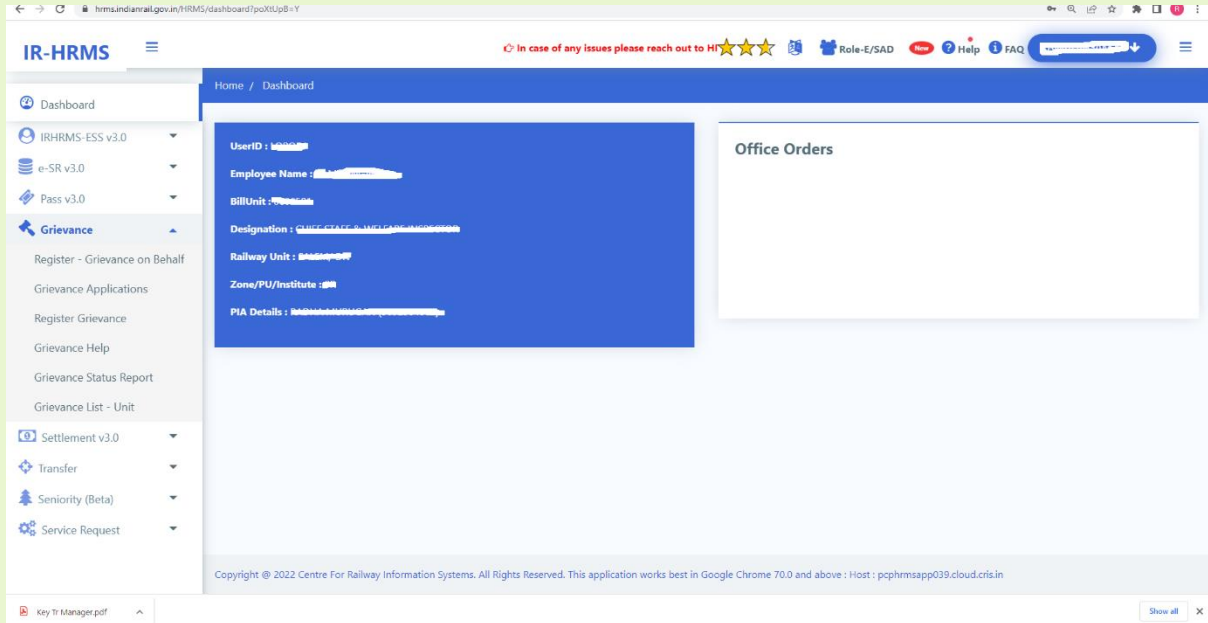 hrms.indianrail.gov.in/HRMS/dashboard?poXtUpB=Y
R
IR-HRMS
In case of any issues please reach out to
Role-E/SAD
New
Help
FAQ
Home / Dashboard
Dashboard
IRHRMS-ESS v3.0
e-SR v3.0
Pass v3.0
Grievance
Register - Grievance on Behalf
Grievance Applications
Register Grievance
Grievance Help
Grievance Status Report
Grievance List - Unit
Settlement v3.0
Transfer
Seniority (Beta)
Service Request
UserID :
Employee Name :
BillUnit :
Designation : CHIEF STAFF & WELFARE INSPECTOR
Railway Unit :
Zone/PU/Institute :
PIA Details :
Office Orders
Copyright @ 2022 Centre For Railway Information Systems. All Rights Reserved. This application works best in Google Chrome 70.0 and above : Host : pcphrmsapp039.cloud.cris.in
Key Tr Manager.pdf
Show all